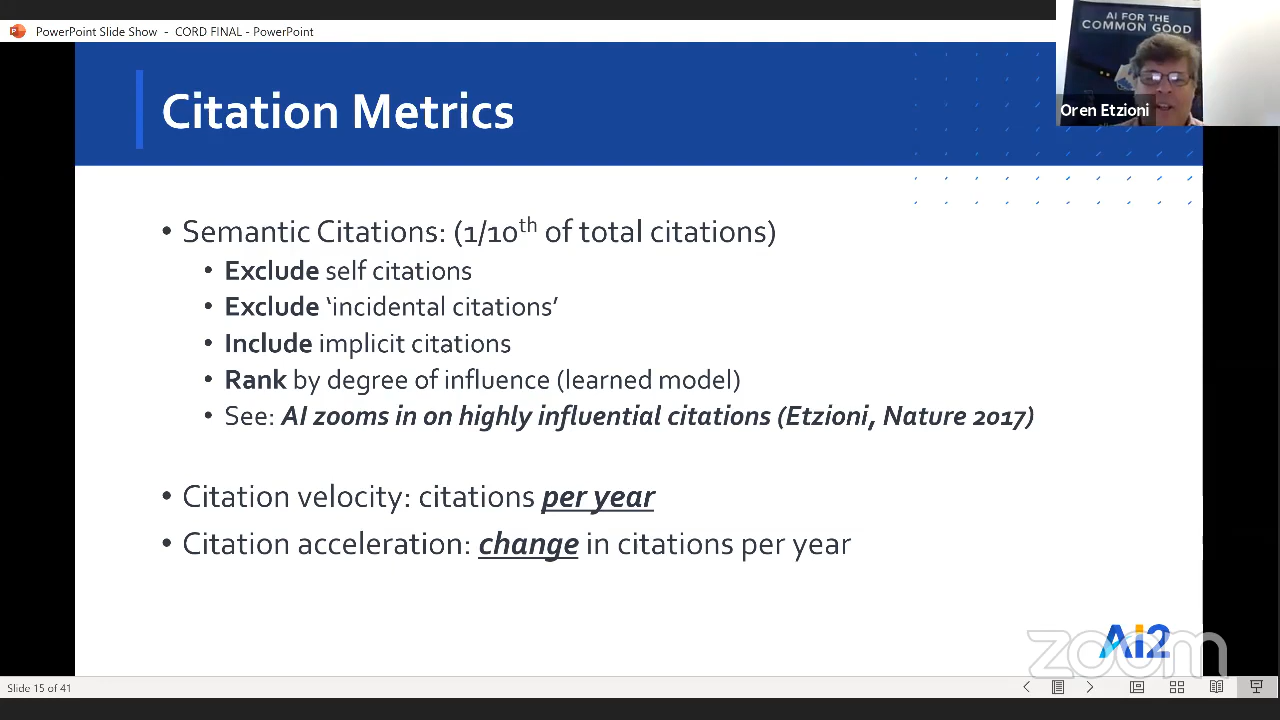 PowerPoint Slide Show - CORD FINAL - PowerPoint
AI FOR THE
COMMON GOOD
Oren Etzioni
Citation Metrics
• Semantic Citations: (1/10th of total citations)
• Exclude self citations
• Exclude ‘incidental citations’
• Include implicit citations
• Rank by degree of influence (learned model)
• See: AI zooms in on highly influential citations (Etzioni, Nature 2017)
• Citation velocity: citations per year
• Citation acceleration: change in citations per year
AI2
zoom
Slide 15 of 41